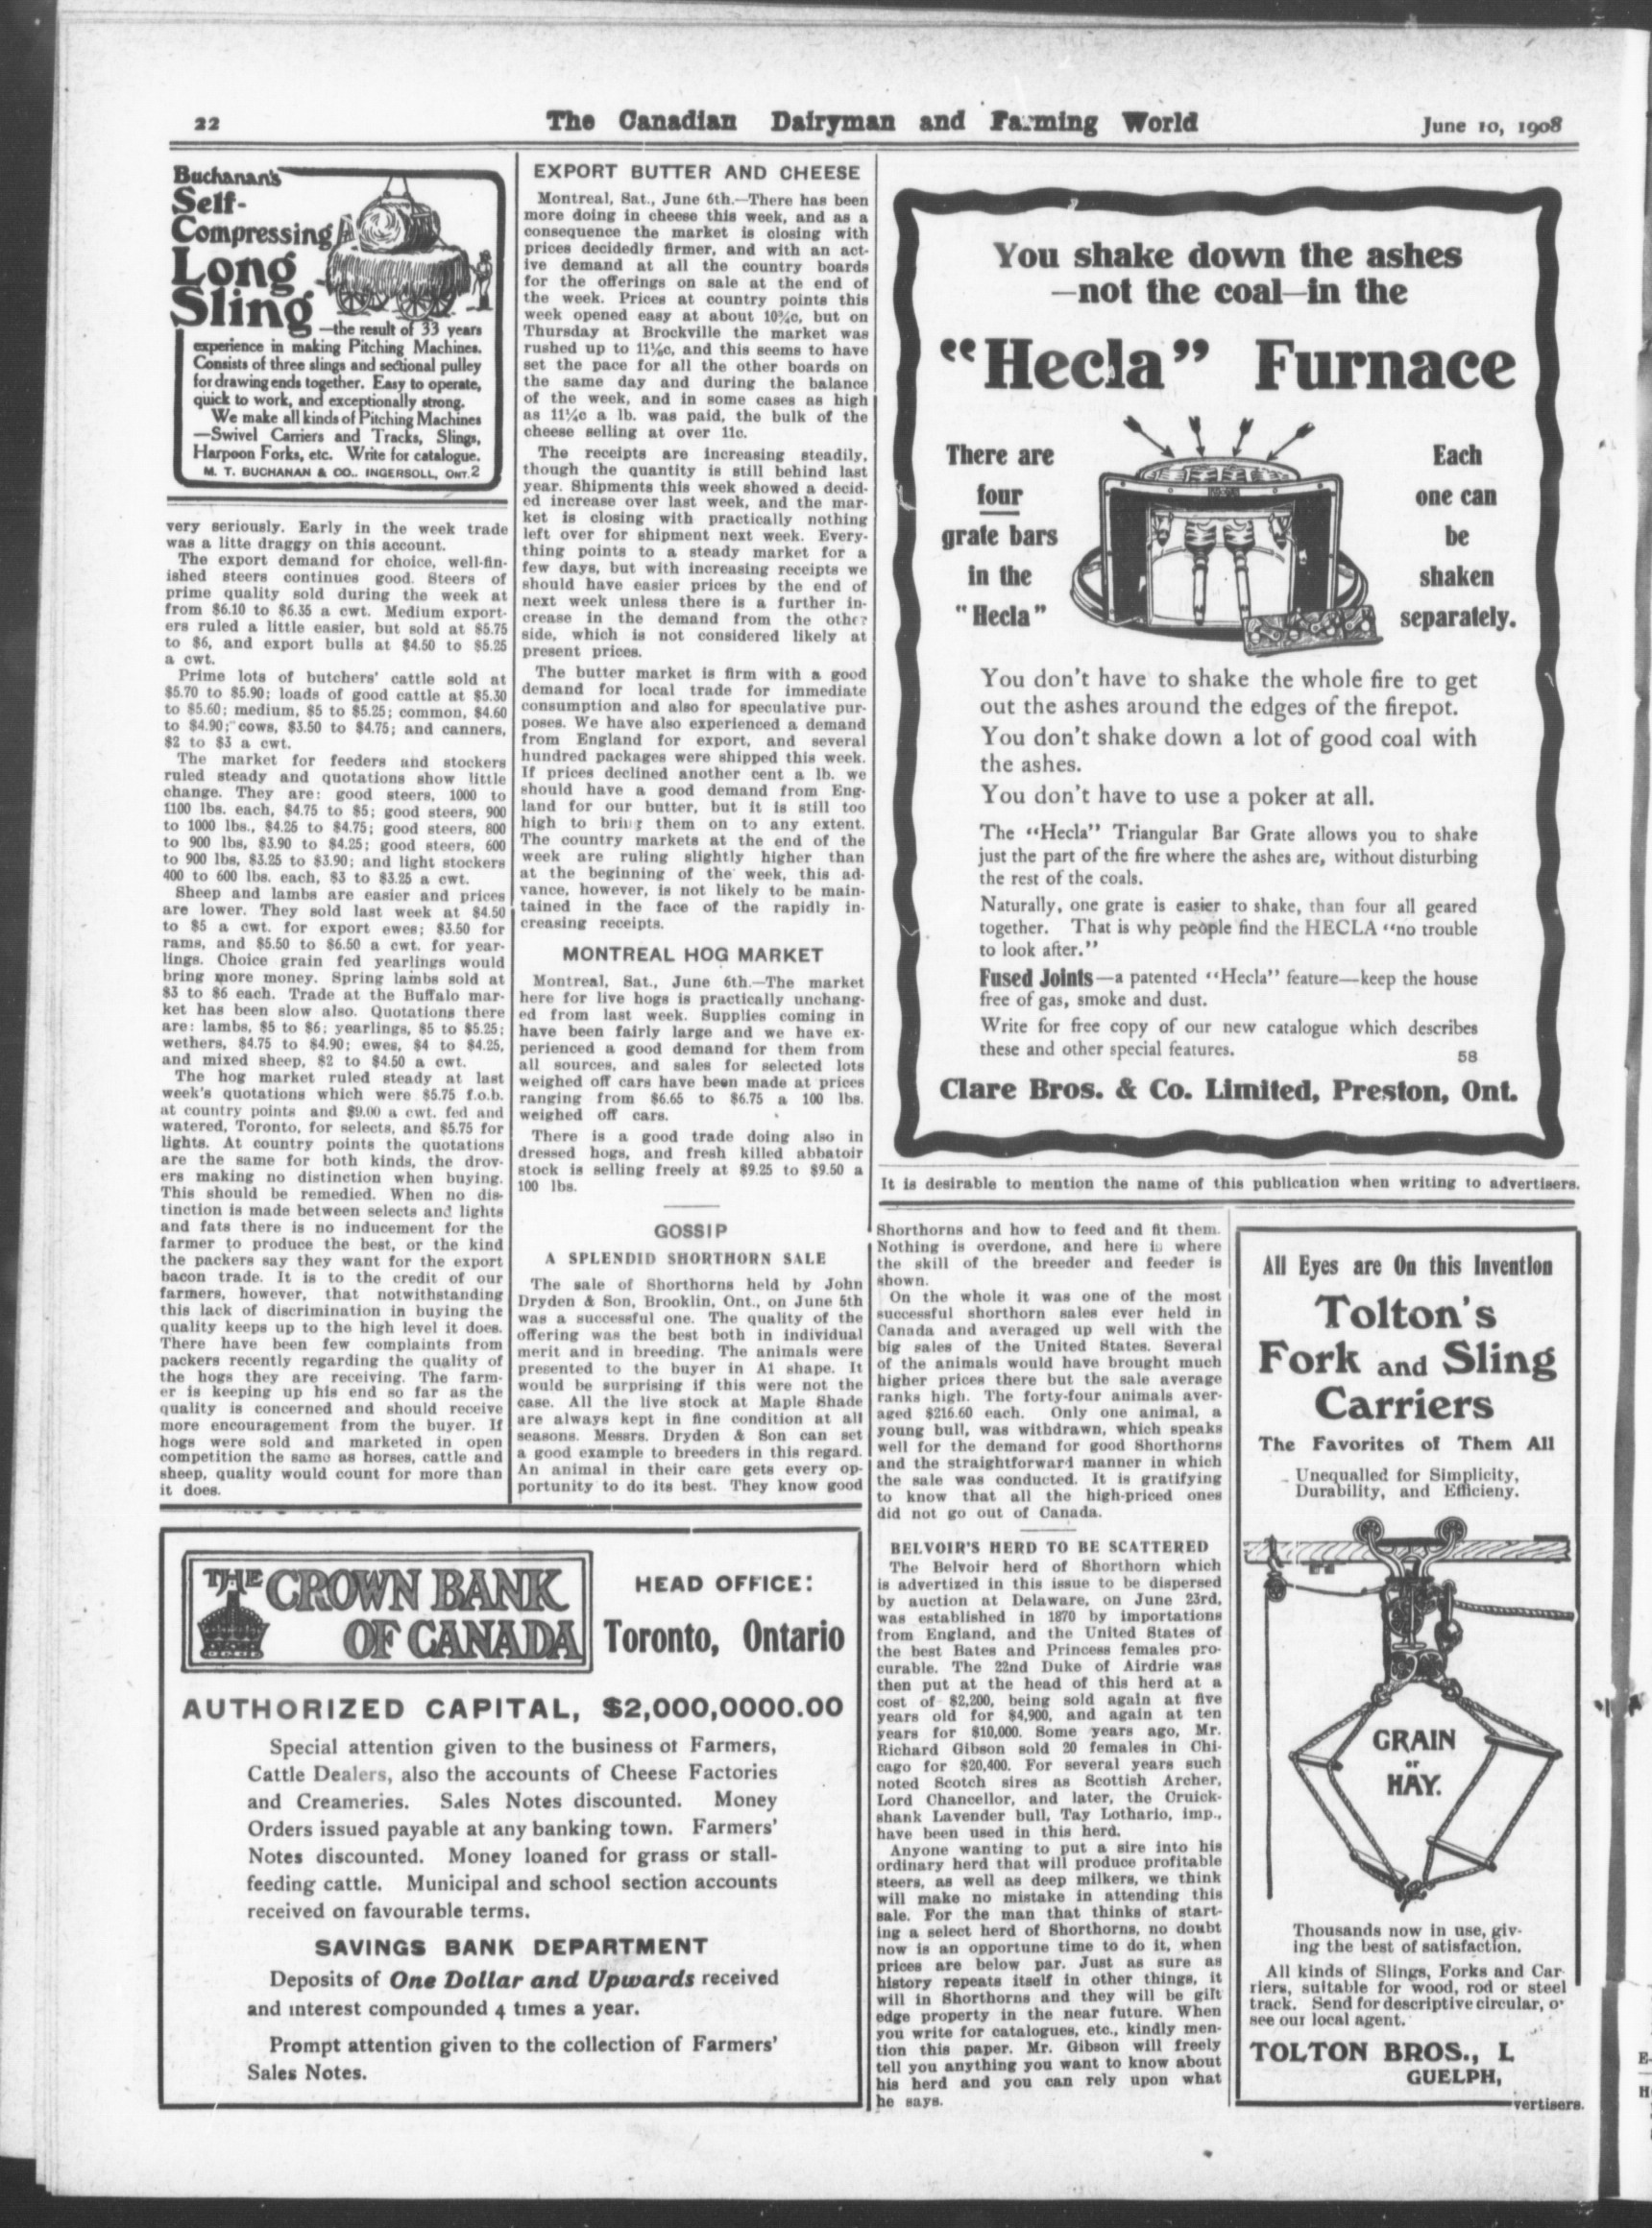 22
The Canadian Dairyman and Farming World
June 10, 1908
Buchanan's
Self-
Compressing
Long
Sling
—the result of 33 years
experience in making Pitching Machines.
Consists of three slings and sectional pulley
for drawing ends together. Easy to operate,
quick to work, and exceptionally strong.
We make all kinds of Pitching Machines
—Swivel Carriers and Tracks, Slings,
Harpoon Forks, etc. Write for catalogue.
M. T. BUCHANAN & CO., INGERSOLL, ONT. 2
very seriously. Early in the week trade
was a litte draggy on this account.
The export demand for choice, well-fin-
ished steers continues good. Steers of
prime quality sold during the week at
from $6.10 to $6.35 a cwt. Medium export-
ers ruled a little easier, but sold at $5.75
to $6, and export bulls at $4.50 to $5.25
a cwt.
Prime lots of butchers' cattle sold at
$5.70 to $5.90; loads of good cattle at $5.30
to $5.60; medium, $5 to $5.25; common, $4.60
to $4.90; cows, $3.50 to $4.75; and canners,
$2 to $3 a cwt.
The market for feeders and stockers
ruled steady and quotations show little
change. They are: good steers, 1000 to
1100 lbs. each, $4.75 to $5; good steers, 900
to 1000 lbs., $4.25 to $4.75; good steers, 800
to 900 lbs, $3.90 to $4.25; good steers, 600
to 900 lbs, $3.25 to $3.90; and light stockers
400 to 600 lbs. each, $3 to $3.25 a cwt.
Sheep and lambs are easier and prices
are lower. They sold last week at $4.50
to $5 a cwt. for export ewes; $3.50 for
rams, and $5.50 to $6.50 a cwt. for year-
lings. Choice grain fed yearlings would
bring more money. Spring lambs sold at
$3 to $6 each. Trade at the Buffalo mar-
ket has been slow also. Quotations there
are: lambs, $5 to $6; yearlings, $5 to $5.25;
wethers, $4.75 to $4.90; ewes, $4 to $4.25,
and mixed sheep, $2 to $4.50 a cwt.
The hog market ruled steady at last
week's quotations which were $5.75 f.o.b.
at country points and $9.00 a cwt. fed and
watered, Toronto, for selects, and $5.75 for
lights. At country points the quotations
are the same for both kinds, the drov-
ers making no distinction when buying.
This should be remedied. When no dis-
tinction is made between selects and lights
and fats there is no inducement for the
farmer to produce the best, or the kind
the packers say they want for the export
bacon trade. It is to the credit of our
farmers, however, that notwithstanding
this lack of discrimination in buying the
quality keeps up to the high level it does.
There have been few complaints from
packers recently regarding the quality of
the hogs they are receiving. The farm-
er is keeping up his end so far as the
quality is concerned and should receive
more encouragement from the buyer. If
hogs were sold and marketed in open
competition the same as horses, cattle and
sheep, quality would count for more than
it does.
EXPORT BUTTER AND CHEESE
Montreal, Sat., June 6th.—There has been
more doing in cheese this week, and as a
consequence the market is closing with
prices decidedly firmer, and with an act-
ive demand at all the country boards
for the offerings on sale at the end of
the week. Prices at country points this
week opened easy at about 10¾c, but on
Thursday at Brockville the market was
rushed up to 11⅛c, and this seems to have
set the pace for all the other boards on
the same day and during the balance
of the week, and in some cases as high
as 11¼c a lb. was paid, the bulk of the
cheese selling at over 11c.
The receipts are increasing steadily,
though the quantity is still behind last
year. Shipments this week showed a decid-
ed increase over last week, and the mar-
ket is closing with practically nothing
left over for shipment next week. Every-
thing points to a steady market for a
few days, but with increasing receipts we
should have easier prices by the end of
next week unless there is a further in-
crease in the demand from the other
side, which is not considered likely at
present prices.
The butter market is firm with a good
demand for local trade for immediate
consumption and also for speculative pur-
poses. We have also experienced a demand
from England for export, and several
hundred packages were shipped this week.
If prices declined another cent a lb. we
should have a good demand from Eng-
land for our butter, but it is still too
high to bring them on to any extent.
The country markets at the end of the
week are ruling slightly higher than
at the beginning of the week, this ad-
vance, however, is not likely to be main-
tained in the face of the rapidly in-
creasing receipts.
MONTREAL HOG MARKET
Montreal, Sat., June 6th.—The market
here for live hogs is practically unchang-
ed from last week. Supplies coming in
have been fairly large and we have ex-
perienced a good demand for them from
all sources, and sales for selected lots
weighed off cars have been made at prices
ranging from $6.65 to $6.75 a 100 lbs.
weighed off cars.
There is a good trade doing also in
dressed hogs, and fresh killed abbatoir
stock is selling freely at $9.25 to $9.50 a
100 lbs.
GOSSIP
A SPLENDID SHORTHORN SALE
The sale of Shorthorns held by John
Dryden & Son, Brooklin, Ont., on June 5th
was a successful one. The quality of the
offering was the best both in individual
merit and in breeding. The animals were
presented to the buyer in A1 shape. It
would be surprising if this were not the
case. All the live stock at Maple Shade
are always kept in fine condition at all
seasons. Messrs. Dryden & Son can set
a good example to breeders in this regard.
An animal in their care gets every op-
portunity to do its best. They know good
You shake down the ashes
—not the coal—in the
"Hecla" Furnace
There are
four
grate bars
in the
"Hecla"
Each
one can
be
shaken
separately.
You don't have to shake the whole fire to get
out the ashes around the edges of the firepot.
You don't shake down a lot of good coal with
the ashes.
You don't have to use a poker at all.
The "Hecla" Triangular Bar Grate allows you to shake
just the part of the fire where the ashes are, without disturbing
the rest of the coals.
Naturally, one grate is easier to shake, than four all geared
together. That is why people find the HECLA "no trouble
to look after."
Fused Joints—a patented "Hecla" feature—keep the house
free of gas, smoke and dust.
Write for free copy of our new catalogue which describes
these and other special features.
58
Clare Bros. & Co. Limited, Preston, Ont.
It is desirable to mention the name of this publication when writing to advertisers.
Shorthorns and how to feed and fit them.
Nothing is overdone, and here is where
the skill of the breeder and feeder is
shown.
On the whole it was one of the most
successful shorthorn sales ever held in
Canada and averaged up well with the
big sales of the United States. Several
of the animals would have brought much
higher prices there but the sale average
ranks high. The forty-four animals aver-
aged $216.60 each. Only one animal, a
young bull, was withdrawn, which speaks
well for the demand for good Shorthorns
and the straightforward manner in which
the sale was conducted. It is gratifying
to know that all the high-priced ones
did not go out of Canada.
BELVOIR'S HERD TO BE SCATTERED
The Belvoir herd of Shorthorn which
is advertized in this issue to be dispersed
by auction at Delaware, on June 23rd,
was established in 1870 by importations
from England, and the United States of
the best Bates and Princess females pro-
curable. The 22nd Duke of Airdrie was
then put at the head of this herd at a
cost of $2,200, being sold again at five
years old for $4,900, and again at ten
years for $10,000. Some years ago, Mr.
Richard Gibson sold 20 females in Chi-
cago for $20,400. For several years such
noted Scotch sires as Scottish Archer,
Lord Chancellor, and later, the Cruick-
shank Lavender bull, Tay Lothario, imp.,
have been used in this herd.
Anyone wanting to put a sire into his
ordinary herd that will produce profitable
steers, as well as deep milkers, we think
will make no mistake in attending this
sale. For the man that thinks of start-
ing a select herd of Shorthorns, no doubt
now is an opportune time to do it, when
prices are below par. Just as sure as
history repeats itself in other things, it
will in Shorthorns and they will be gilt
edge property in the near future. When
you write for catalogues, etc., kindly men-
tion this paper. Mr. Gibson will freely
tell you anything you want to know about
his herd and you can rely upon what
he says.
All Eyes are On this Invention
Tolton's
Fork and Sling
Carriers
The Favorites of Them All
Unequalled for Simplicity,
Durability, and Efficieny.
GRAIN
or
HAY.
Thousands now in use, giv-
ing the best of satisfaction.
All kinds of Slings, Forks and Car-
riers, suitable for wood, rod or steel
track. Send for descriptive circular, o
see our local agent.
TOLTON BROS., L
GUELPH,
vertisers.
THE CROWN BANK
OF CANADA
HEAD OFFICE:
Toronto, Ontario
AUTHORIZED CAPITAL, $2,000,0000.00
Special attention given to the business of Farmers,
Cattle Dealers, also the accounts of Cheese Factories
and Creameries. Sales Notes discounted. Money
Orders issued payable at any banking town. Farmers'
Notes discounted. Money loaned for grass or stall-
feeding cattle. Municipal and school section accounts
received on favourable terms.
SAVINGS BANK DEPARTMENT
Deposits of One Dollar and Upwards received
and interest compounded 4 times a year.
Prompt attention given to the collection of Farmers'
Sales Notes.